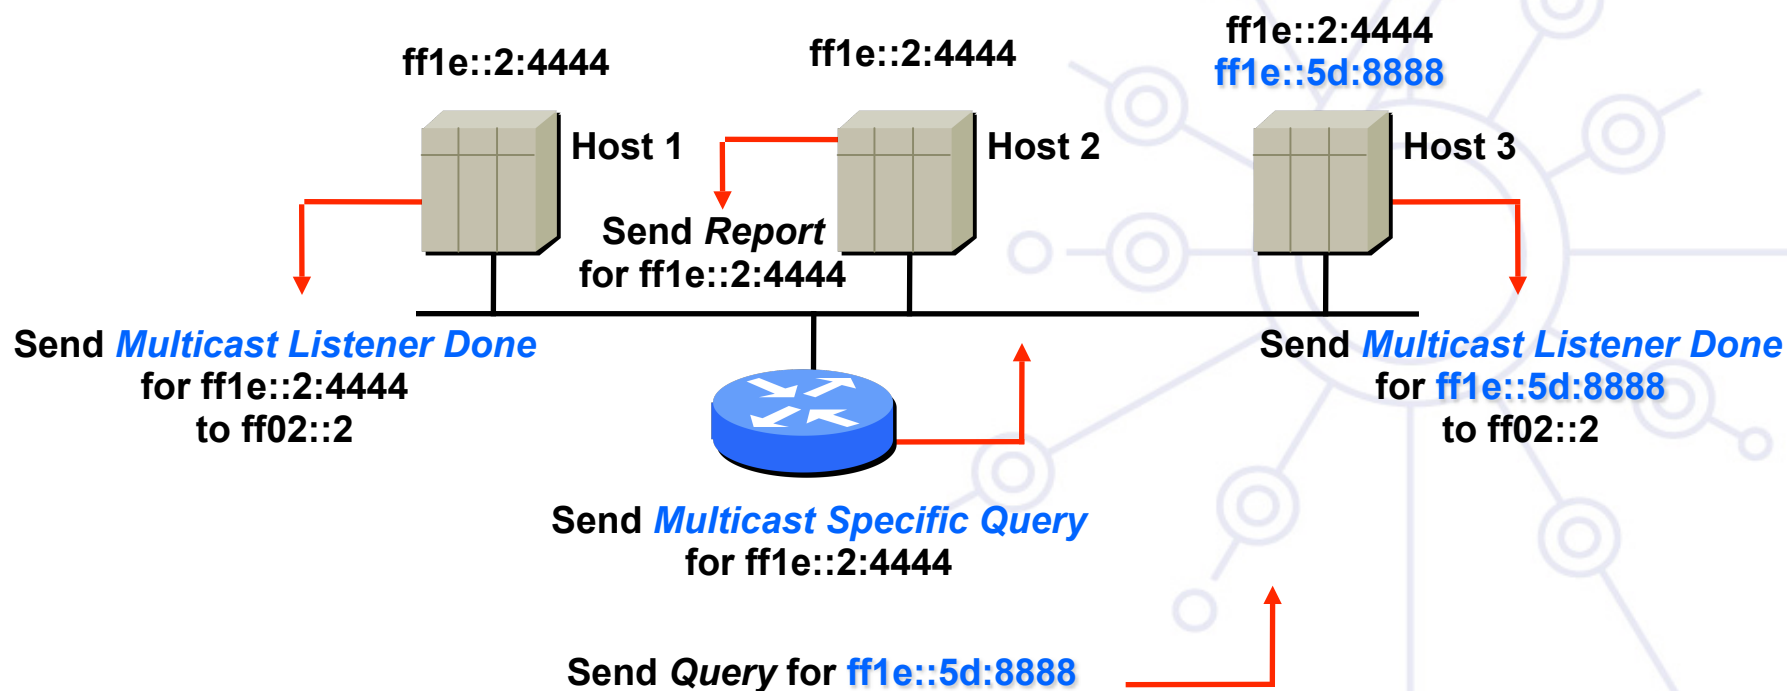 ff1e::2:4444
ff1e::2:4444
ff1e::2:4444
ff1e::5d:8888
Host 1
Host 2
Host 3
Send Report
for ff1e::2:4444
Send Multicast Listener Done
for ff1e::2:4444
to ff02::2
Send Multicast Listener Done
for ff1e::5d:8888
to ff02::2
Send Multicast Specific Query
for ff1e::2:4444
Send Query for ff1e::5d:8888